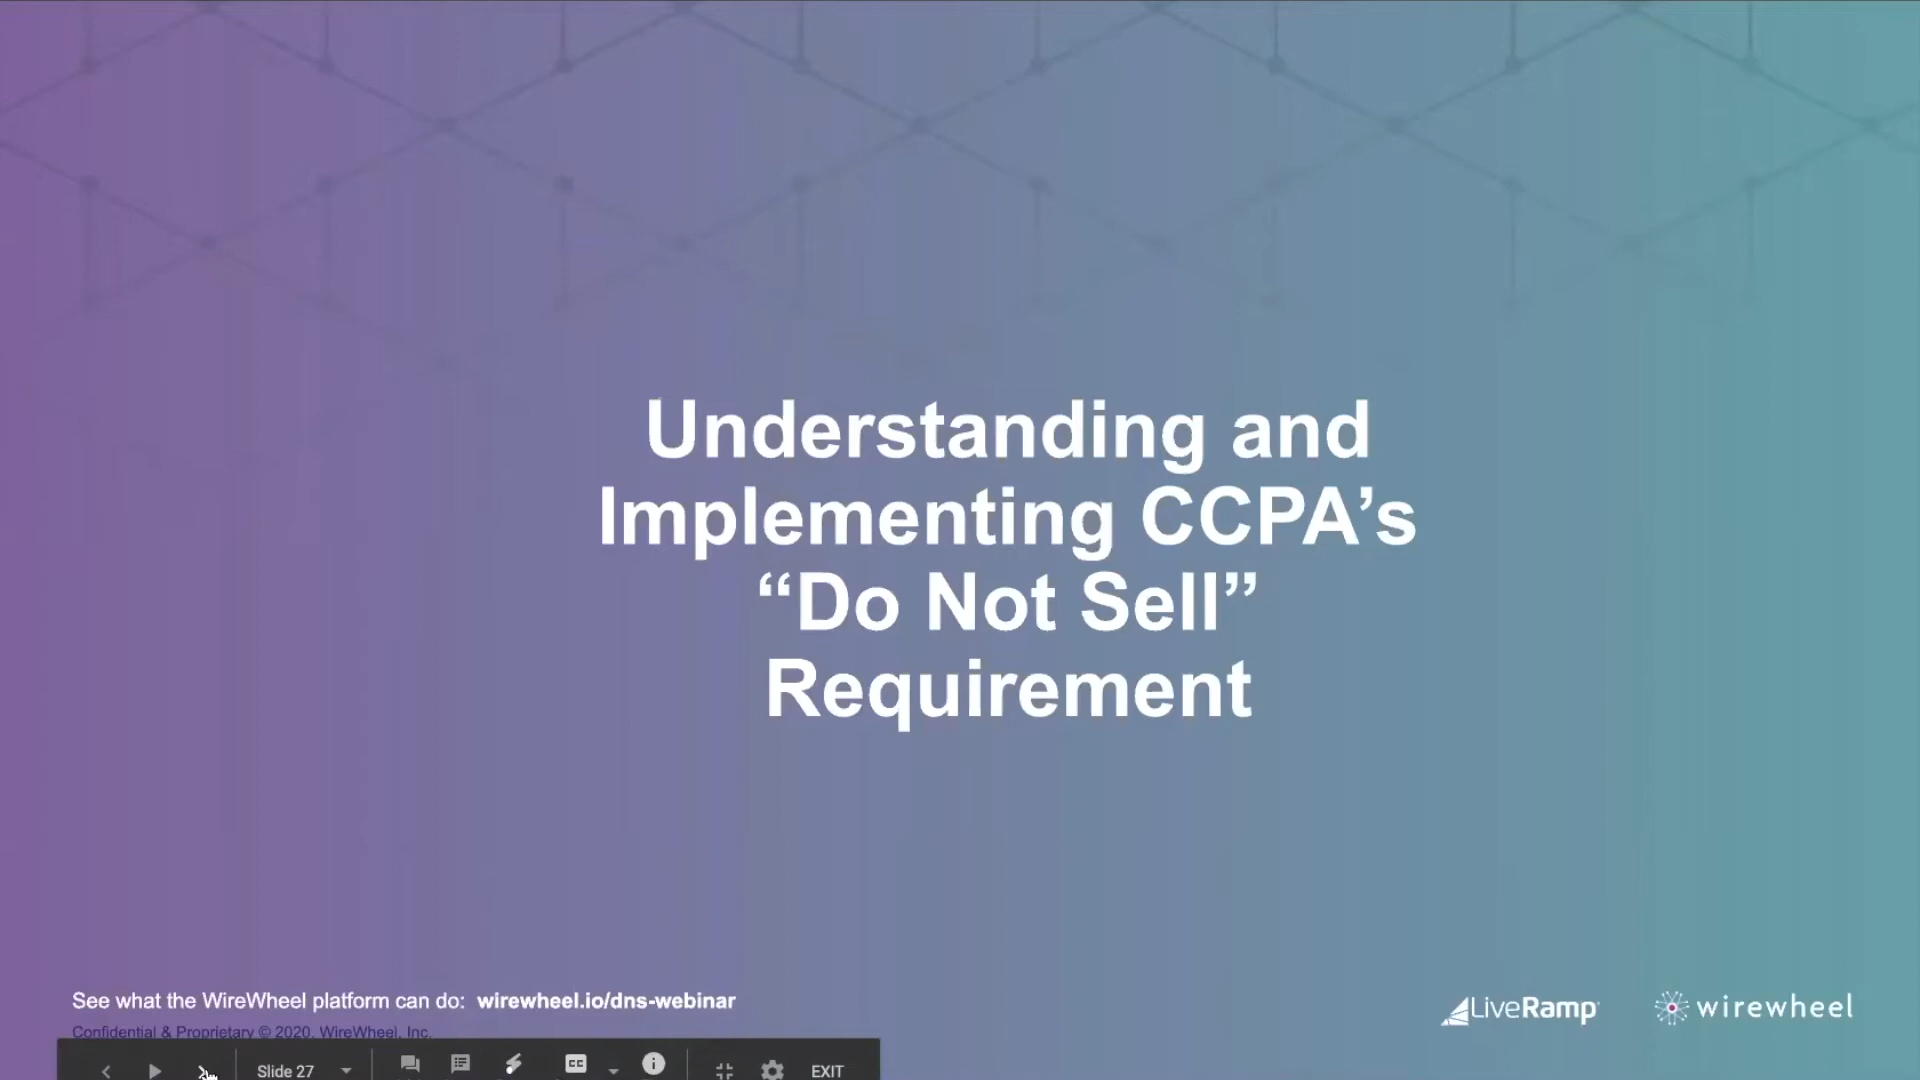 Understanding and
Implementing CCPA’s
“Do Not Sell”
Requirement
See what the WireWheel platform can do: wirewheel.io/dns-webinar
LiveRamp
wirewheel
Confidential & Proprietary © 2020, WireWheel, Inc.
Slide 27
CC
EXIT